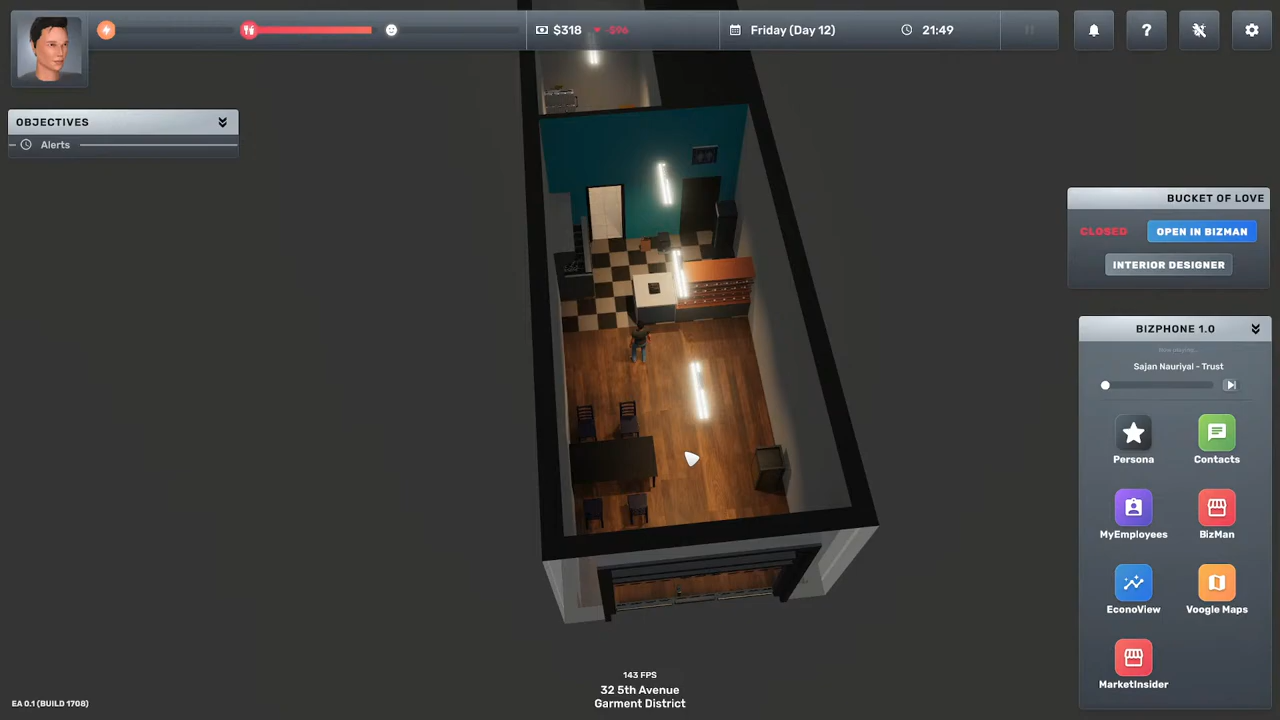 $318 -$96
Friday (Day 12)
21:49
?
OBJECTIVES
Alerts
BUCKET OF LOVE
CLOSED
OPEN IN BIZMAN
INTERIOR DESIGNER
BIZPHONE 1.0
Now playing...
Sajan Nauriyal - Trust
Persona
Contacts
MyEmployees
BizMan
EconoView
Voogle Maps
MarketInsider
143 FPS
32 5th Avenue
Garment District
EA 0.1 (BUILD 1708)